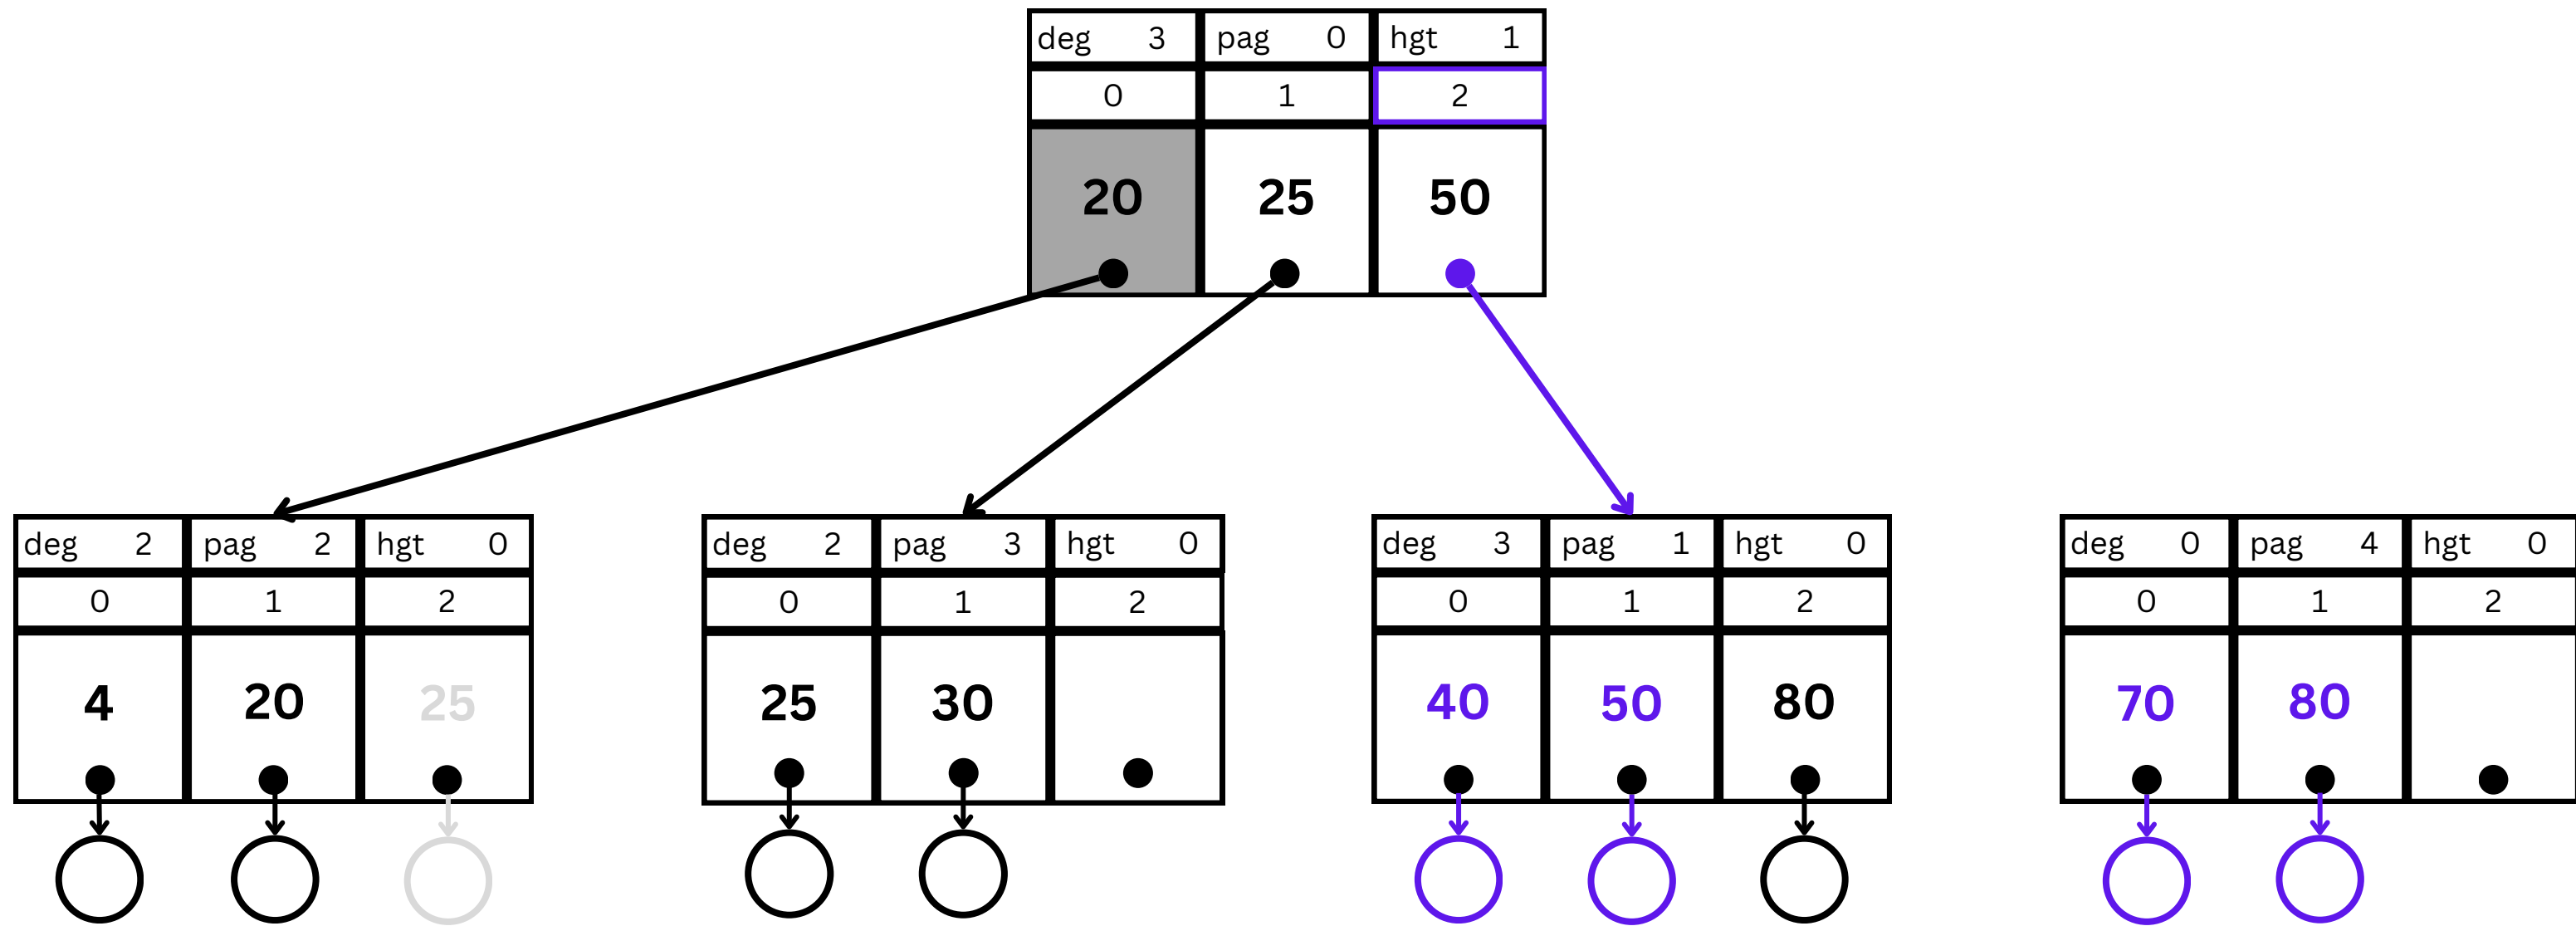 deg 3 pag 0 hgt 1
0 1 2
20 25 50
deg 2 pag 2 hgt 0
0 1 2
4 20 25
deg 2 pag 3 hgt 0
0 1 2
25 30
deg 3 pag 1 hgt 0
0 1 2
40 50 80
deg 0 pag 4 hgt 0
0 1 2
70 80